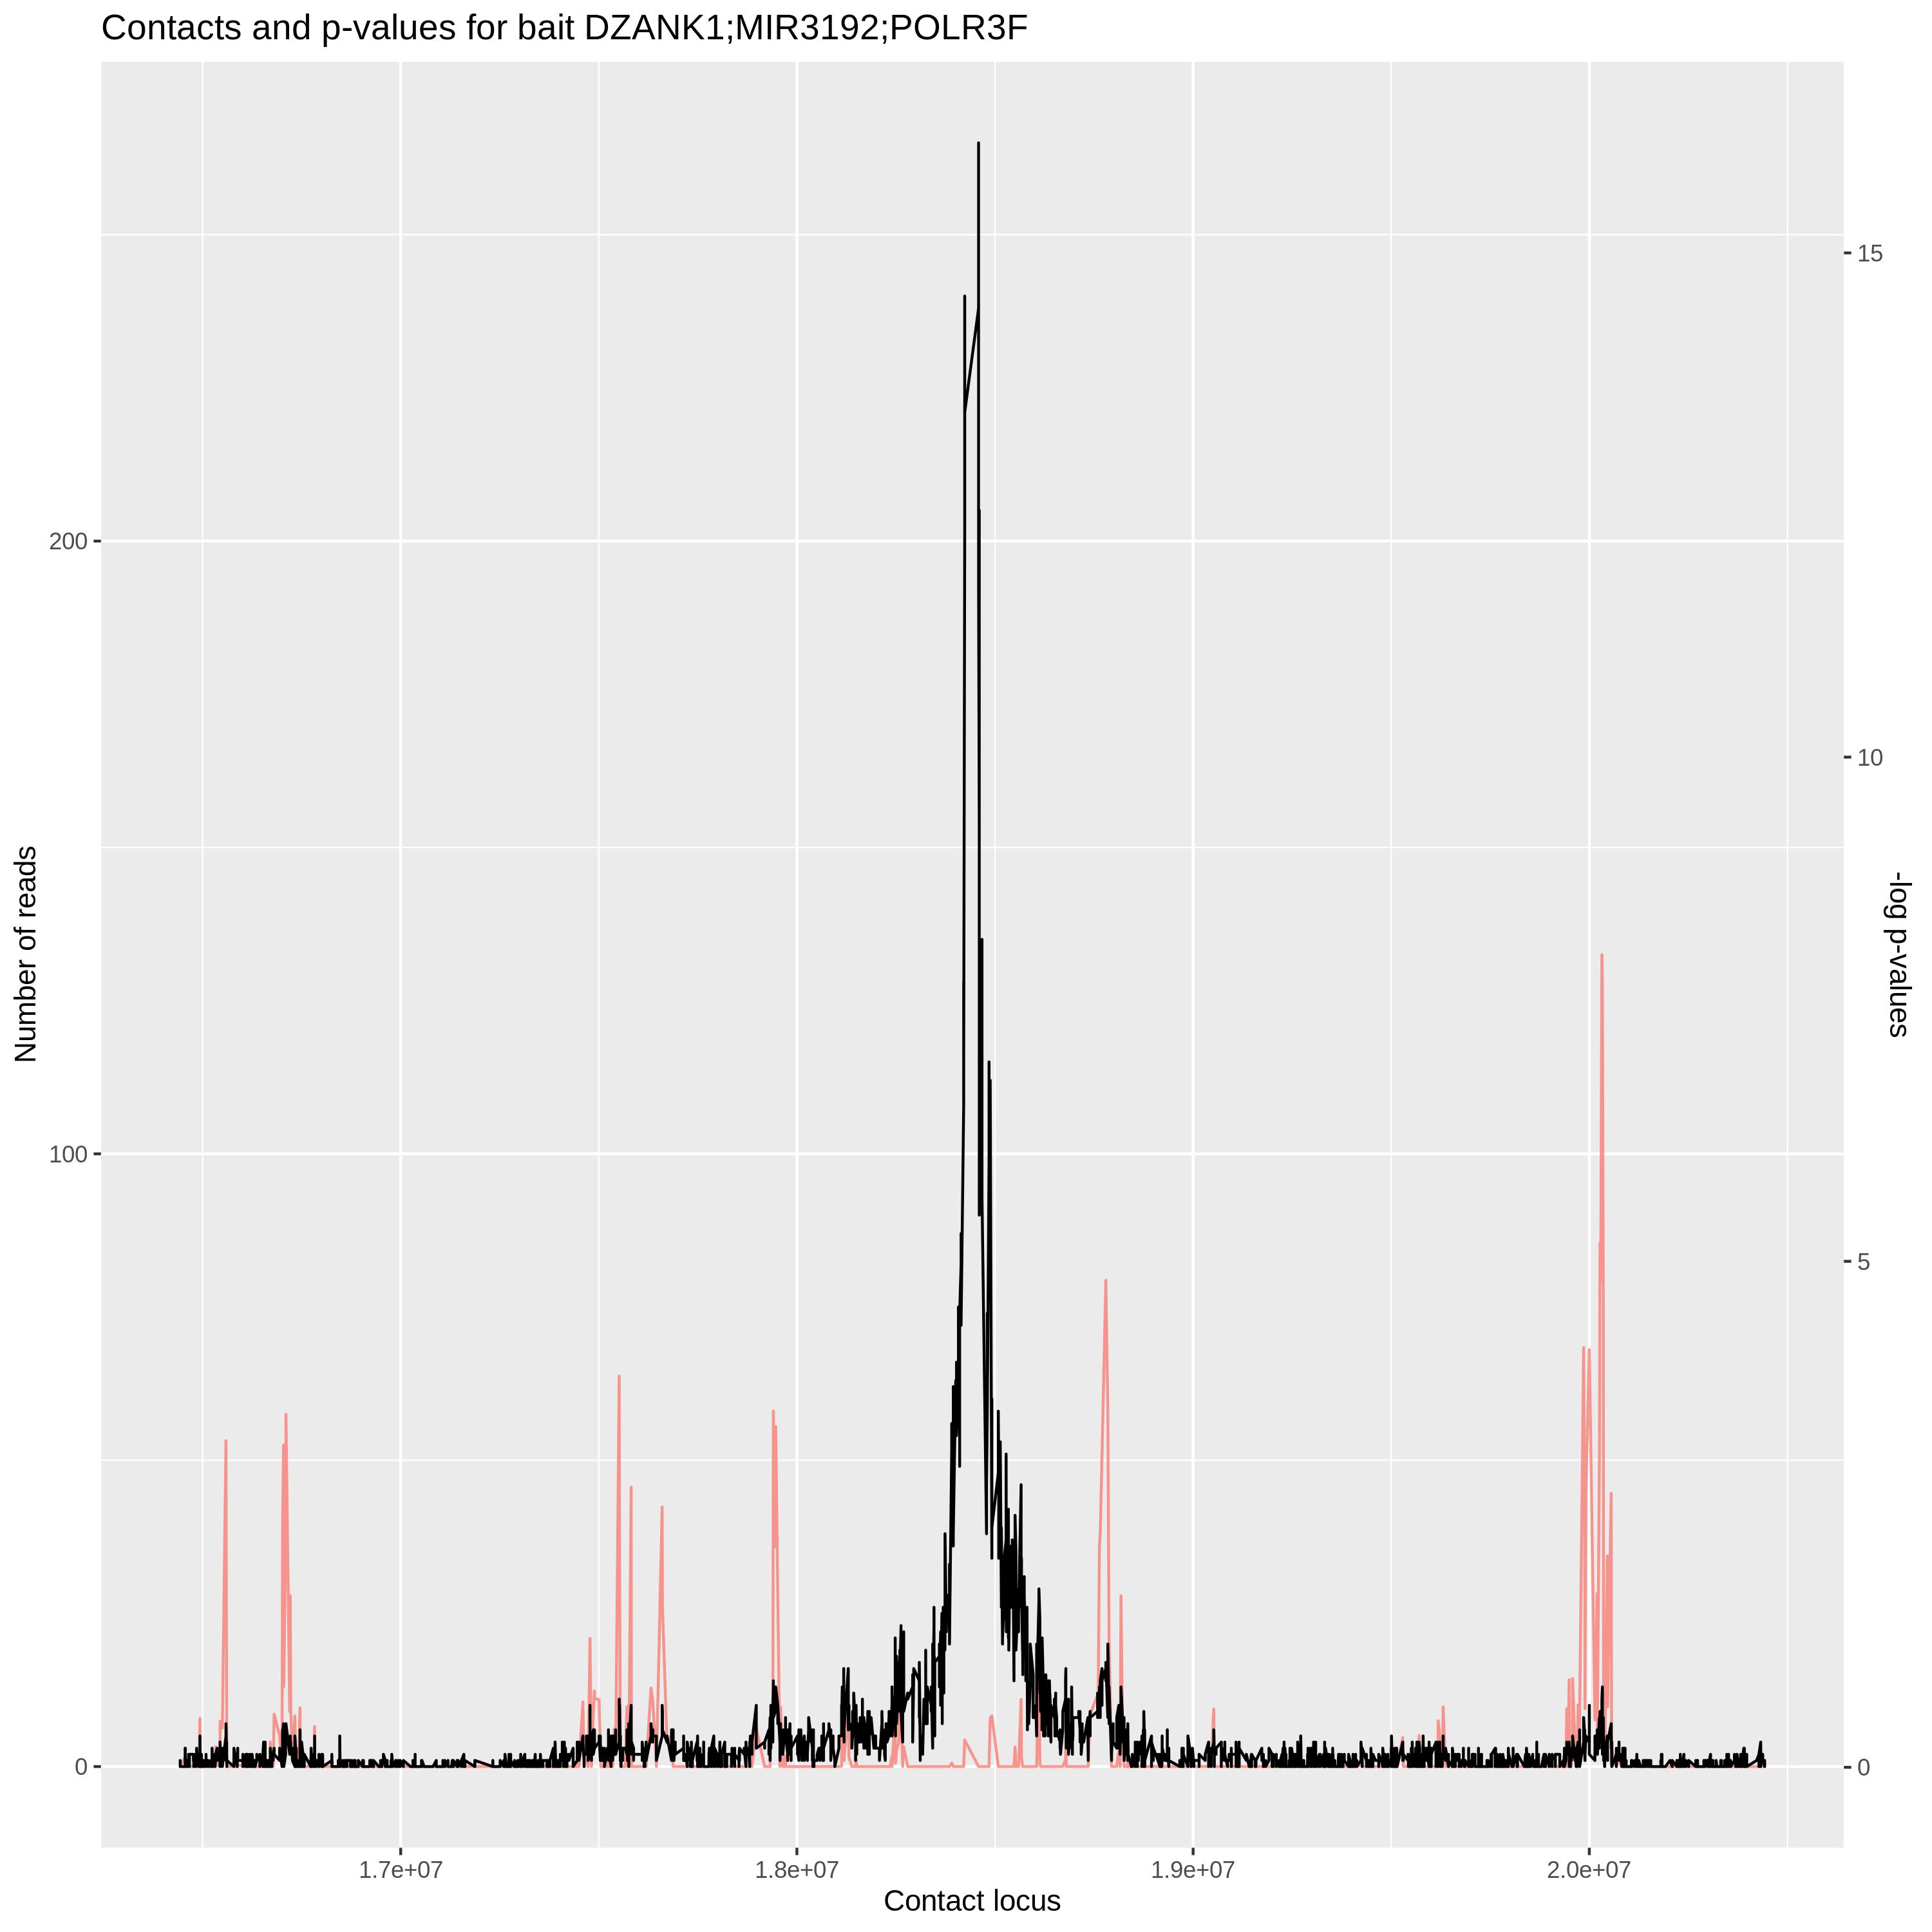 Contacts and p-values for bait DZANK1;MIR3192;POLR3F
Number of reads
200
100
0
15
10
5
0
-log p-values
1.7e+07
1.8e+07
1.9e+07
2.0e+07
Contact locus